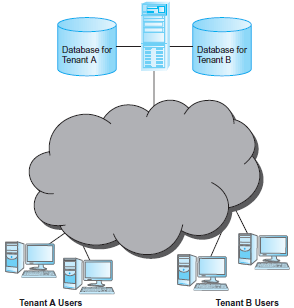 Database for
Tenant A
Database for
Tenant B
Tenant A Users
Tenant B Users